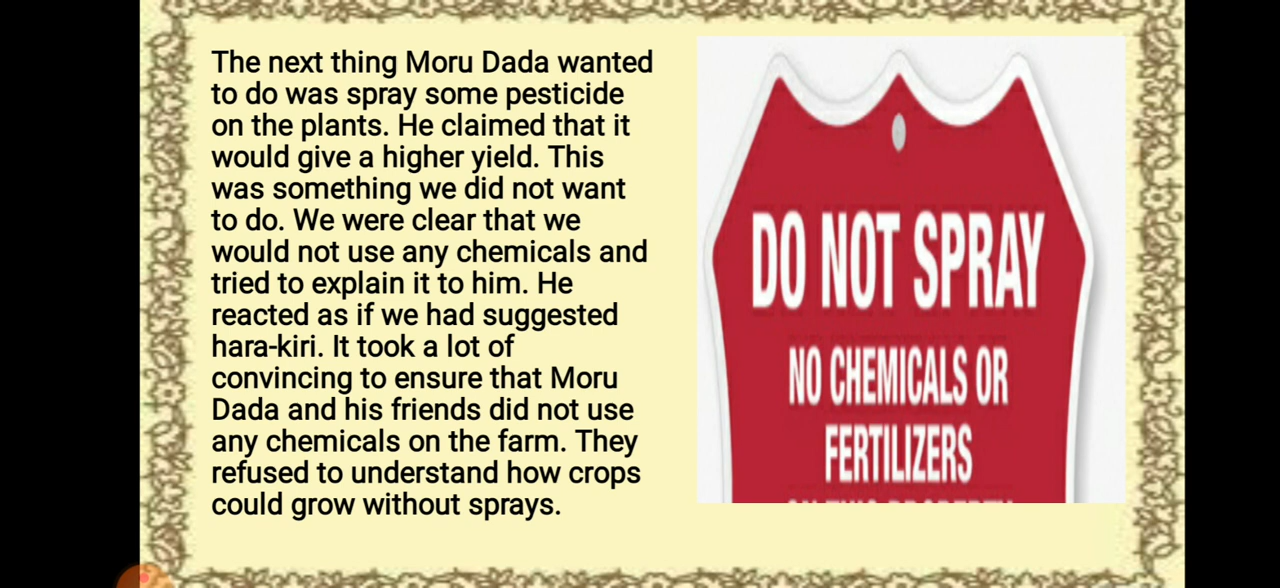 The next thing Moru Dada wanted
to do was spray some pesticide
on the plants. He claimed that it
would give a higher yield. This
was something we did not want
to do. We were clear that we
would not use any chemicals and
tried to explain it to him. He
reacted as if we had suggested
hara-kiri. It took a lot of
convincing to ensure that Moru
Dada and his friends did not use
any chemicals on the farm. They
refused to understand how crops
could grow without sprays.
DO NOT SPRAY
NO CHEMICALS OR
FERTILIZERS